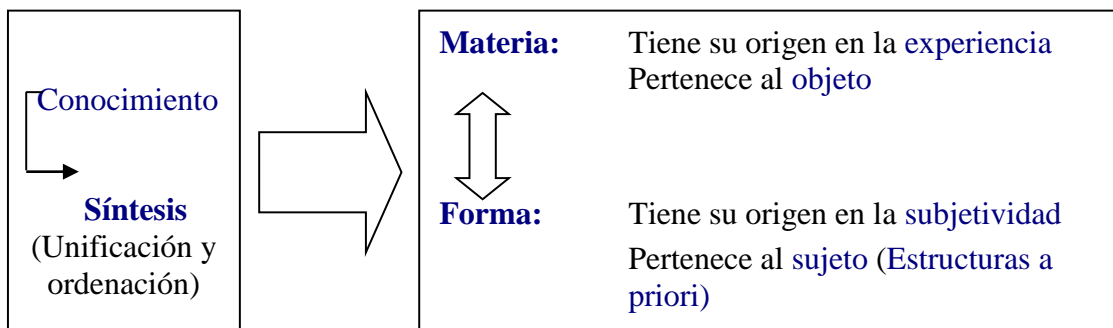 Conocimiento
Síntesis
(Unificación y
ordenación)
Materia: Tiene su origen en la experiencia
Pertenece al objeto
Forma: Tiene su origen en la subjetividad
Pertenece al sujeto (Estructuras a
priori)